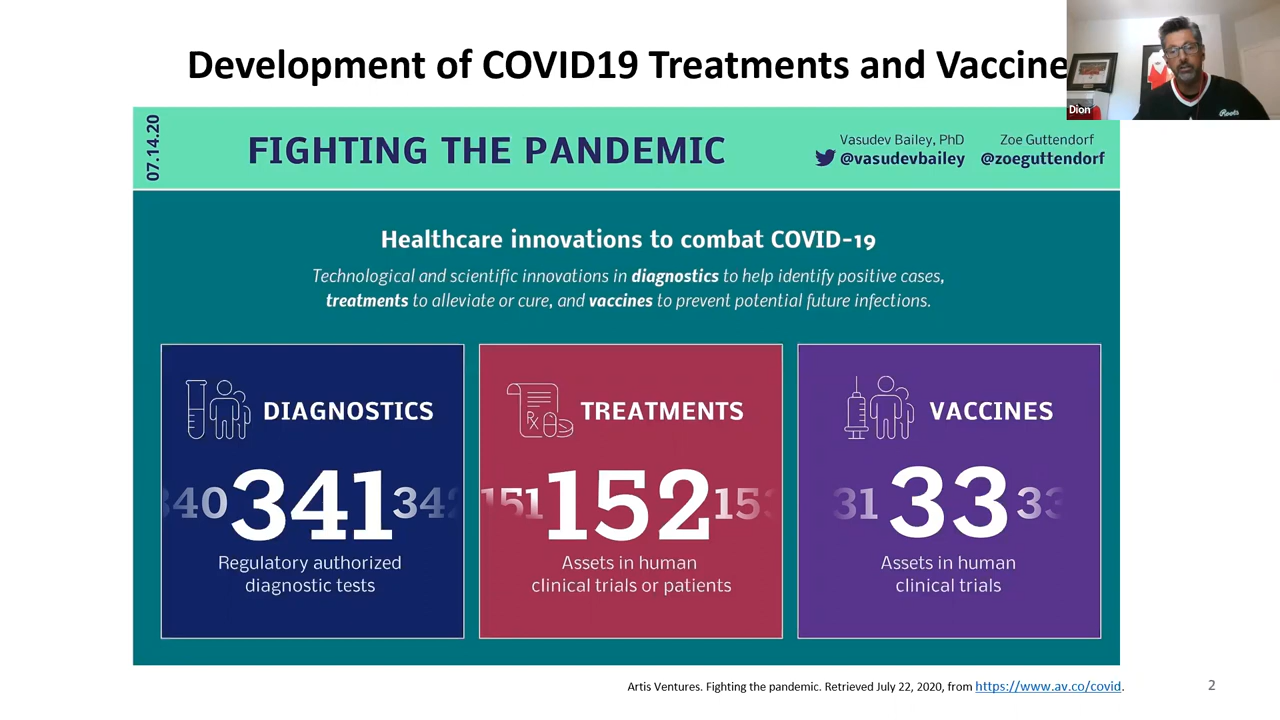 Development of COVID19 Treatments and Vaccine
Dion
Roots
07.14.20
FIGHTING THE PANDEMIC
Vasudev Bailey, PhD
@vasudevbailey
Zoe Guttendorf
@zoeguttendorf
Healthcare innovations to combat COVID-19
Technological and scientific innovations in diagnostics to help identify positive cases,
treatments to alleviate or cure, and vaccines to prevent potential future infections.
DIAGNOSTICS
340 341 342
Regulatory authorized
diagnostic tests
TREATMENTS
151 152 153
Assets in human
clinical trials or patients
VACCINES
31 33 33
Assets in human
clinical trials
Artis Ventures. Fighting the pandemic. Retrieved July 22, 2020, from https://www.av.co/covid.
2